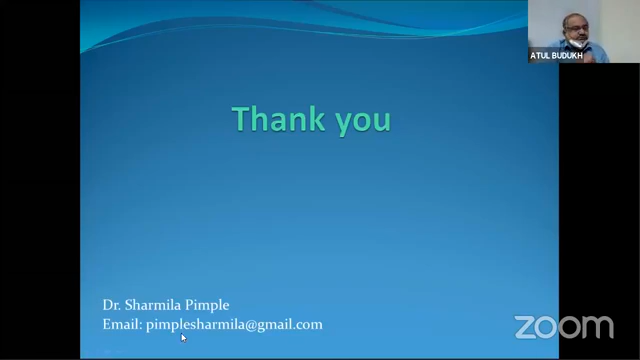 ATUL BUDUKH
Thank you
Dr. Sharmila Pimple
Email: pimplesharmila@gmail.com
zoom